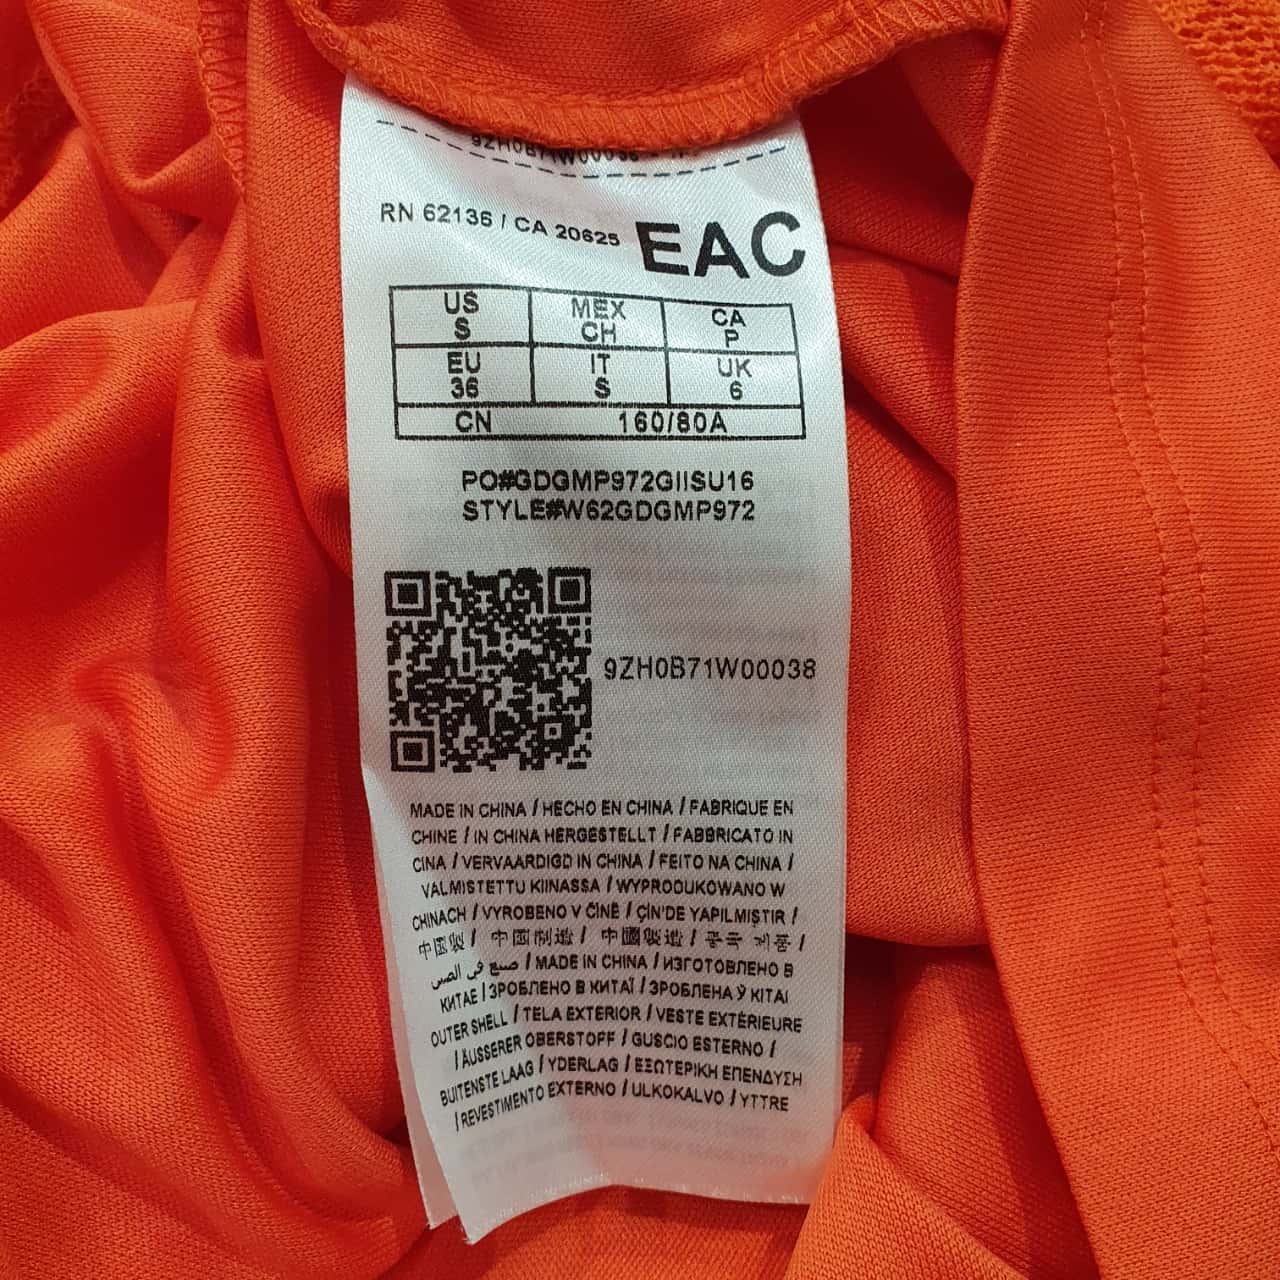 RN 62136 / CA 20625 EAC
US MEX CA
S CH P
EU IT UK
36 S 6
CN 160/80A
PO#GDGMP972GIISU16
STYLE#W62GDGMP972
9ZH0B71W00038
MADE IN CHINA / HECHO EN CHINA / FABRIQUE EN
CHINE / IN CHINA HERGESTELLT / FABBRICATO IN
CINA / VERVAARDIGD IN CHINA / FEITO NA CHINA /
VALMISTETTU KIINASSA / WYPRODUKOWANO W
CHINACH / VYROBENO V ČÍNĚ / ÇİN'DE YAPILMIŞTIR /
中國製 / 中国制造 / 中國製造 / 중국 제품 /
صنع في الصين / MADE IN CHINA / ИЗГОТОВЛЕНО В
КИТАЕ / ЗРОБЛЕНО В КИТАЇ / ЗРОБЛЕНА Ў КІТАІ
OUTER SHELL / TELA EXTERIOR / VESTE EXTÉRIEURE
/ ÄUSSERER OBERSTOFF / GUSCIO ESTERNO /
BUITENSTE LAAG / YDERLAG / ΕΞΩΤΕΡΙΚΗ ΕΠΕΝΔΥΣΗ
/ REVESTIMENTO EXTERNO / ULKOKALVO / YTTRE